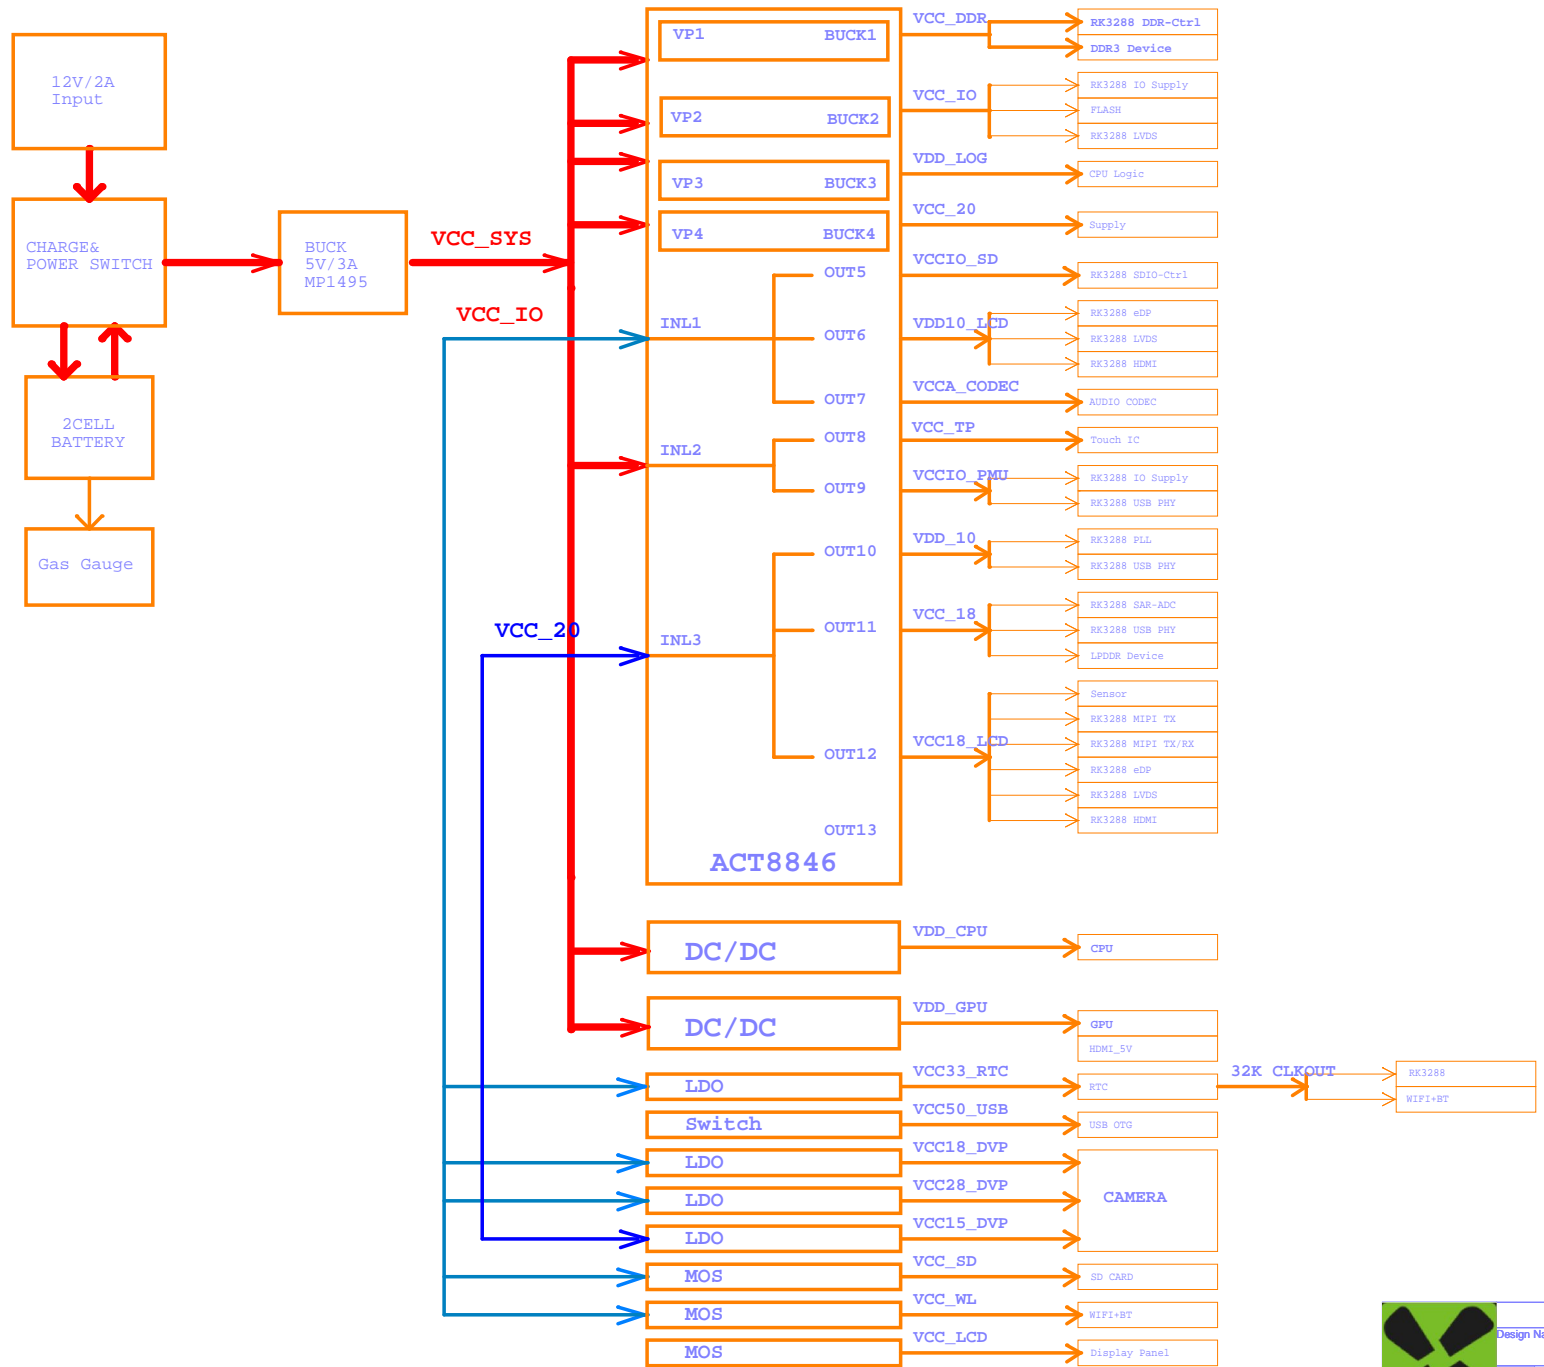 12V/2A
Input
CHARGE&
POWER SWITCH
2CELL
BATTERY
Gas Gauge
BUCK
5V/3A
MP1495
VCC_SYS
VCC_IO
VCC_20
VP1 BUCK1
VP2 BUCK2
VP3 BUCK3
VP4 BUCK4
OUT5
INL1
OUT6
OUT7
OUT8
INL2
OUT9
OUT10
OUT11
INL3
OUT12
OUT13
ACT8846
VCC_DDR
RK3288 DDR-Ctrl
DDR3 Device
VCC_IO
RK3288 IO Supply
FLASH
RK3288 LVDS
VDD_LOG
CPU Logic
VCC_20
Supply
VCCIO_SD
RK3288 SDIO-Ctrl
VDD10_LCD
RK3288 eDP
RK3288 LVDS
RK3288 HDMI
VCCA_CODEC
AUDIO CODEC
VCC_TP
Touch IC
VCCIO_PMU
RK3288 IO Supply
RK3288 USB PHY
VDD_10
RK3288 PLL
RK3288 USB PHY
VCC_18
RK3288 SAR-ADC
RK3288 USB PHY
LPDDR Device
VCC18_LCD
Sensor
RK3288 MIPI TX
RK3288 MIPI TX/RX
RK3288 eDP
RK3288 LVDS
RK3288 HDMI
DC/DC
VDD_CPU
CPU
DC/DC
VDD_GPU
GPU
HDMI_5V
LDO
VCC33_RTC
RTC
32K CLKOUT
RK3288
WIFI+BT
Switch
VCC50_USB
USB OTG
LDO
VCC18_DVP
LDO
VCC28_DVP
CAMERA
LDO
VCC15_DVP
MOS
VCC_SD
SD CARD
MOS
VCC_WL
WIFI+BT
MOS
VCC_LCD
Display Panel
Design Na